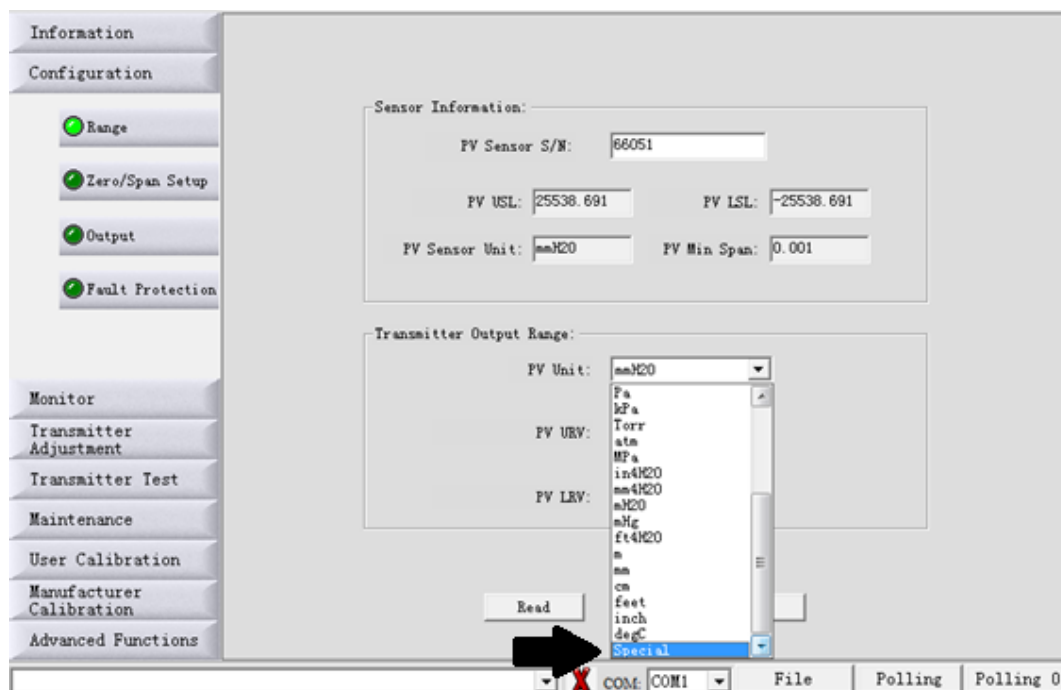 Information
Configuration
Range
Zero/Span Setup
Output
Fault Protection
Monitor
Transmitter
Adjustment
Transmitter Test
Maintenance
User Calibration
Manufacturer
Calibration
Advanced Functions
Sensor Information:
PV Sensor S/N: 66051
PV USL: 25538.691 PV LSL: -25538.691
PV Sensor Unit: mmH2O PV Min Span: 0.001
Transmitter Output Range:
PV Unit: mmH2O
PV URV:
PV LRV:
Pa
kPa
Torr
atm
MPa
in4H2O
mm4H2O
mH2O
mHg
ft4H2O
m
mm
cm
feet
inch
degC
Special
Read
COM: COM1 File Polling Polling 0